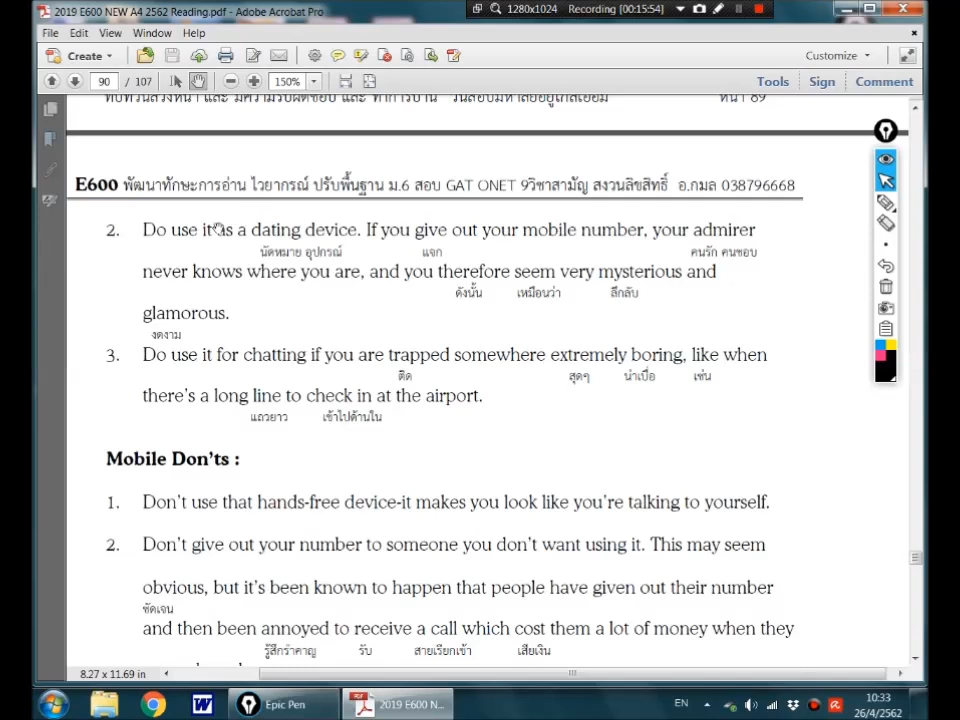 2019 E600 NEW A4 2562 Reading.pdf - Adobe Acrobat Pro
1280x1024 Recording [00:15:54]
File Edit View Window Help
Create Customize
90 / 107 150% Tools Sign Comment
หน้า 89
E600 พัฒนาทักษะการอ่าน ไวยากรณ์ ปรับพื้นฐาน ม.6 สอบ GAT ONET 9วิชาสามัญ สงวนลิขสิทธิ์ อ.กมล 038796668
2. Do use it as a dating device. If you give out your mobile number, your admirer
นัดหมาย อุปกรณ์ แจก คนรัก คนชอบ
never knows where you are, and you therefore seem very mysterious and
ดังนั้น เหมือนว่า ลึกลับ
glamorous.
งดงาม
3. Do use it for chatting if you are trapped somewhere extremely boring, like when
ติด สุดๆ น่าเบื่อ เช่น
there's a long line to check in at the airport.
แถวยาว เข้าไปด้านใน
Mobile Don'ts :
1. Don't use that hands-free device-it makes you look like you're talking to yourself.
2. Don't give out your number to someone you don't want using it. This may seem
obvious, but it's been known to happen that people have given out their number
ชัดเจน
and then been annoyed to receive a call which cost them a lot of money when they
รู้สึกรำคาญ รับ สายเรียกเข้า เสียเงิน
8.27 x 11.69 in
Epic Pen 2019 E600 N... EN 10:33
26/4/2562